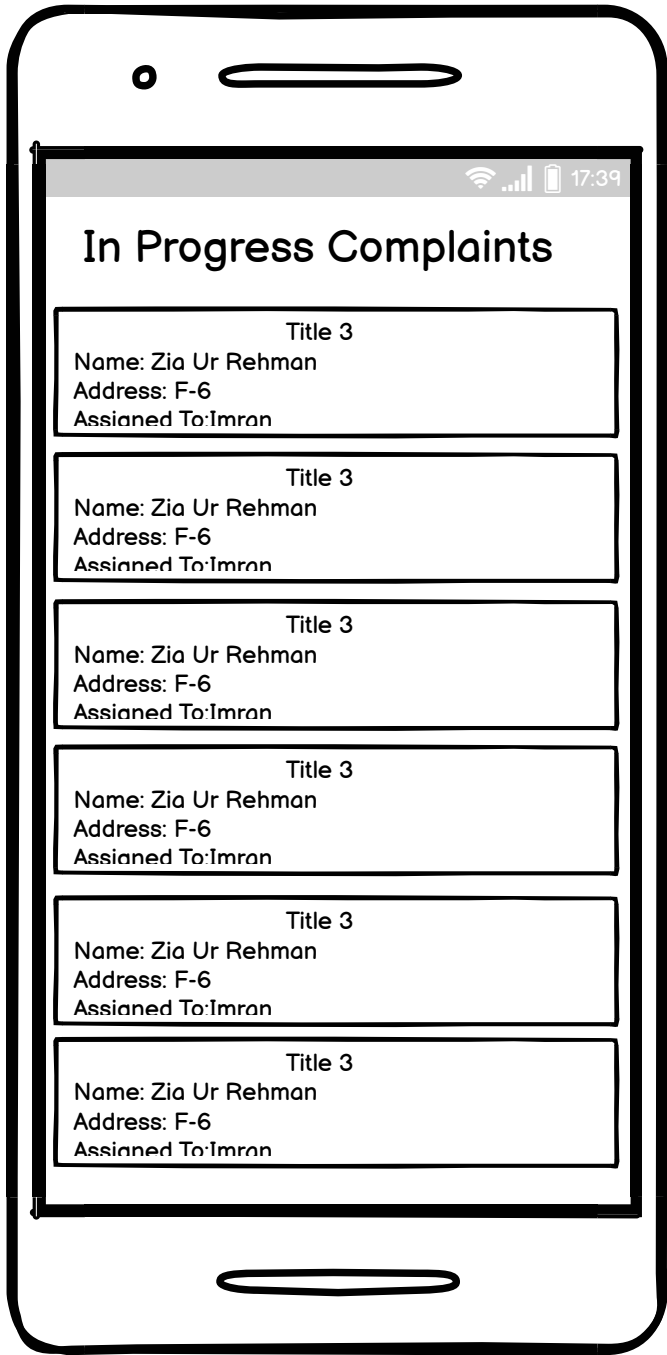 17:39
In Progress Complaints
Title 3
Name: Zia Ur Rehman
Address: F-6
Assigned To:Imran
Title 3
Name: Zia Ur Rehman
Address: F-6
Assigned To:Imran
Title 3
Name: Zia Ur Rehman
Address: F-6
Assigned To:Imran
Title 3
Name: Zia Ur Rehman
Address: F-6
Assigned To:Imran
Title 3
Name: Zia Ur Rehman
Address: F-6
Assigned To:Imran
Title 3
Name: Zia Ur Rehman
Address: F-6
Assigned To:Imran